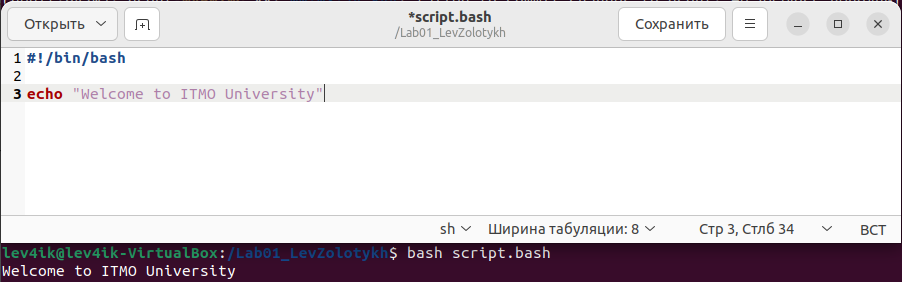 Открыть
*script.bash
/Lab01_LevZolotykh
Сохранить
1 #!/bin/bash
2
3 echo "Welcome to ITMO University"
sh Ширина табуляции: 8 Стр 3, Стлб 34 ВСТ
lev4ik@lev4ik-VirtualBox:/Lab01_LevZolotykh$ bash script.bash
Welcome to ITMO University